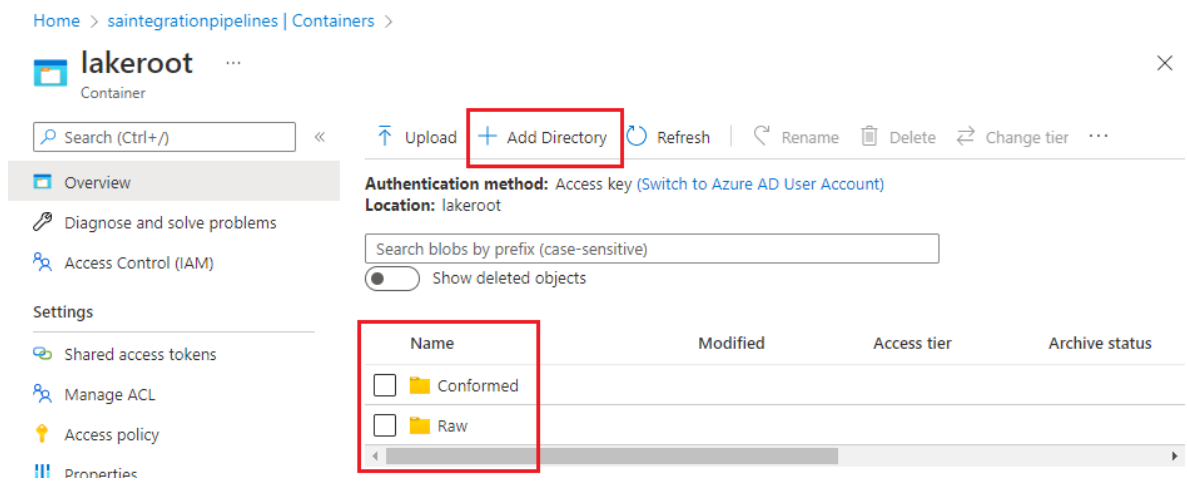 Home > saintegrationpipelines | Containers >
lakeroot ...
Container
Search (Ctrl+/) «
Upload + Add Directory Refresh Rename Delete Change tier ...
Overview
Diagnose and solve problems
Access Control (IAM)
Settings
Shared access tokens
Manage ACL
Access policy
Properties
Authentication method: Access key (Switch to Azure AD User Account)
Location: lakeroot
Search blobs by prefix (case-sensitive)
Show deleted objects
Name Modified Access tier Archive status
Conformed
Raw